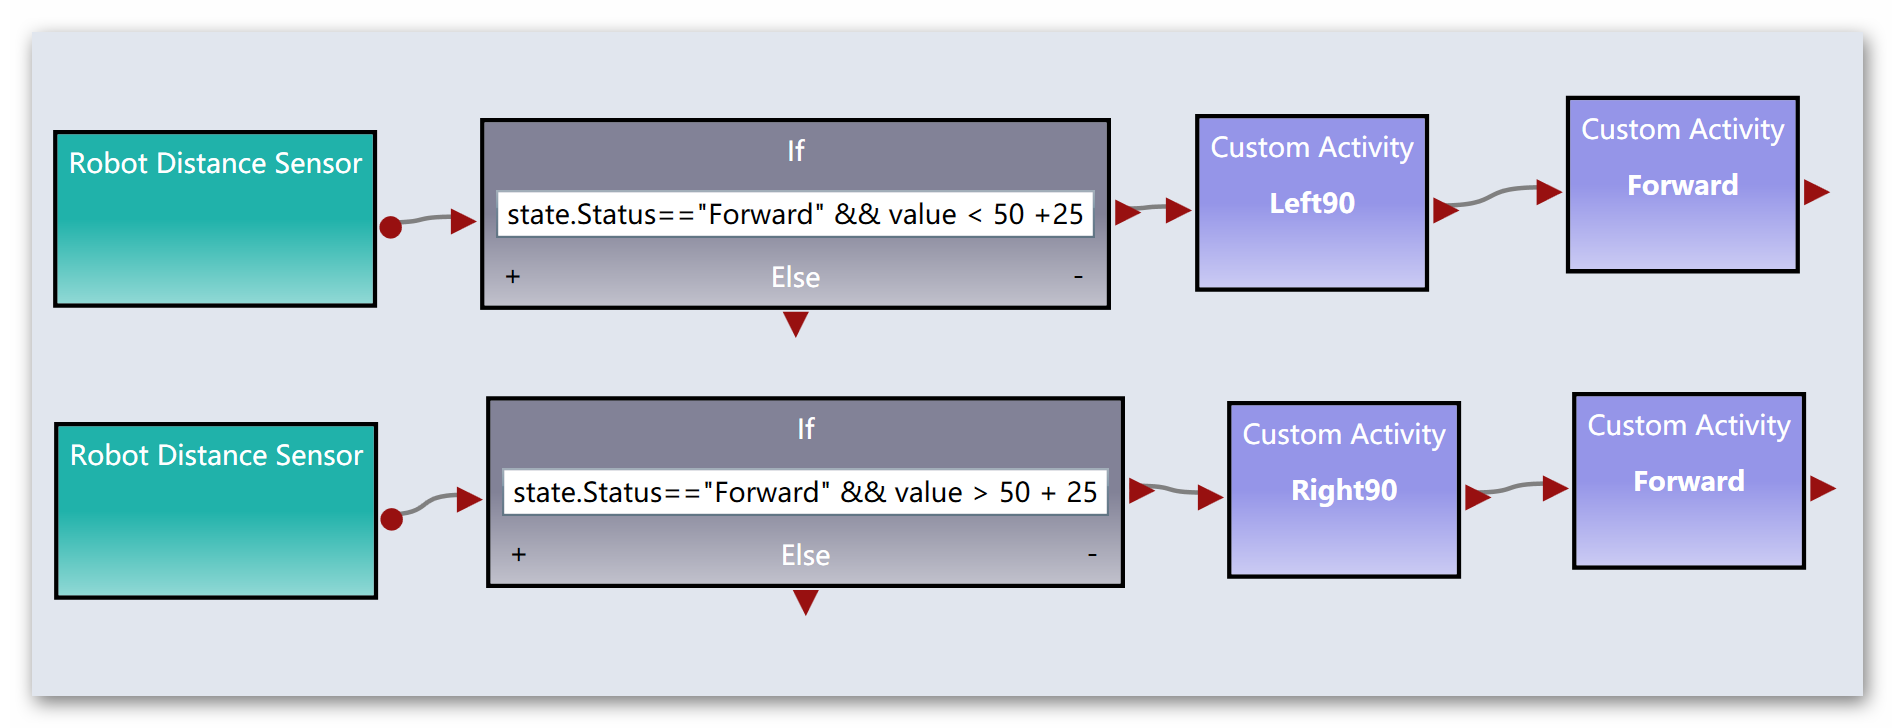 Robot Distance Sensor
If
state.Status=="Forward" && value < 50 +25
+ Else -
Custom Activity
Left90
Custom Activity
Forward
Robot Distance Sensor
If
state.Status=="Forward" && value > 50 + 25
+ Else -
Custom Activity
Right90
Custom Activity
Forward